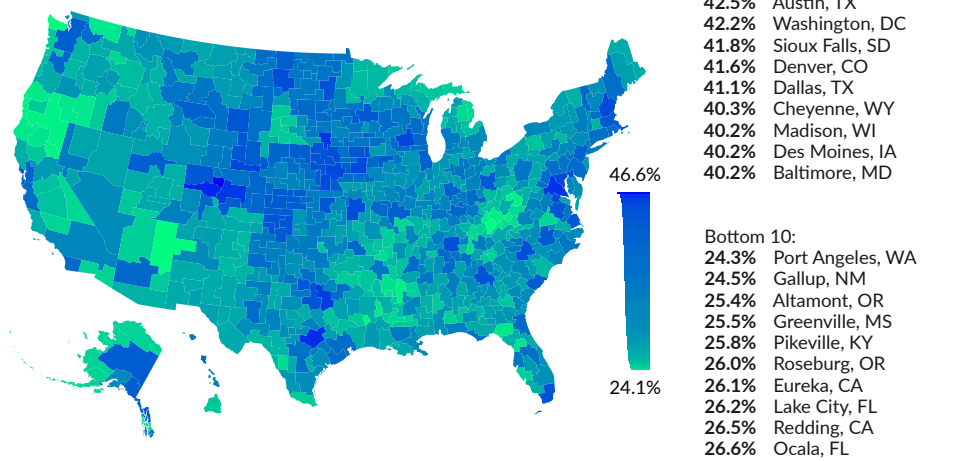 42.5% Austin, TX
42.2% Washington, DC
41.8% Sioux Falls, SD
41.6% Denver, CO
41.1% Dallas, TX
40.3% Cheyenne, WY
40.2% Madison, WI
40.2% Des Moines, IA
40.2% Baltimore, MD
46.6%
24.1%
Bottom 10:
24.3% Port Angeles, WA
24.5% Gallup, NM
25.4% Altamont, OR
25.5% Greenville, MS
25.8% Pikeville, KY
26.0% Roseburg, OR
26.1% Eureka, CA
26.2% Lake City, FL
26.5% Redding, CA
26.6% Ocala, FL